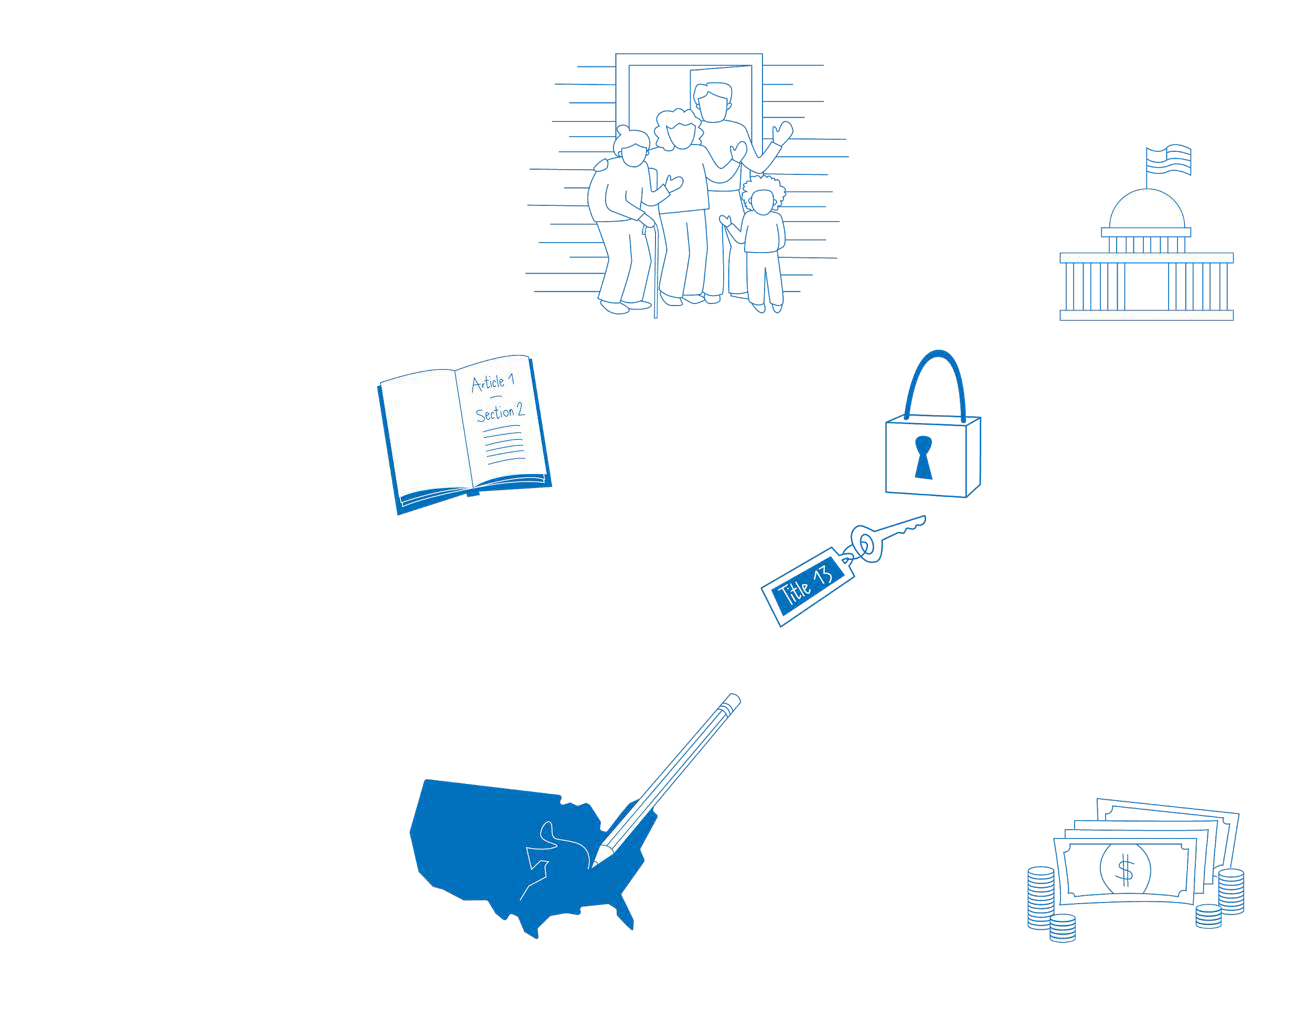 Article 1
—
Section 2
Title 13
$